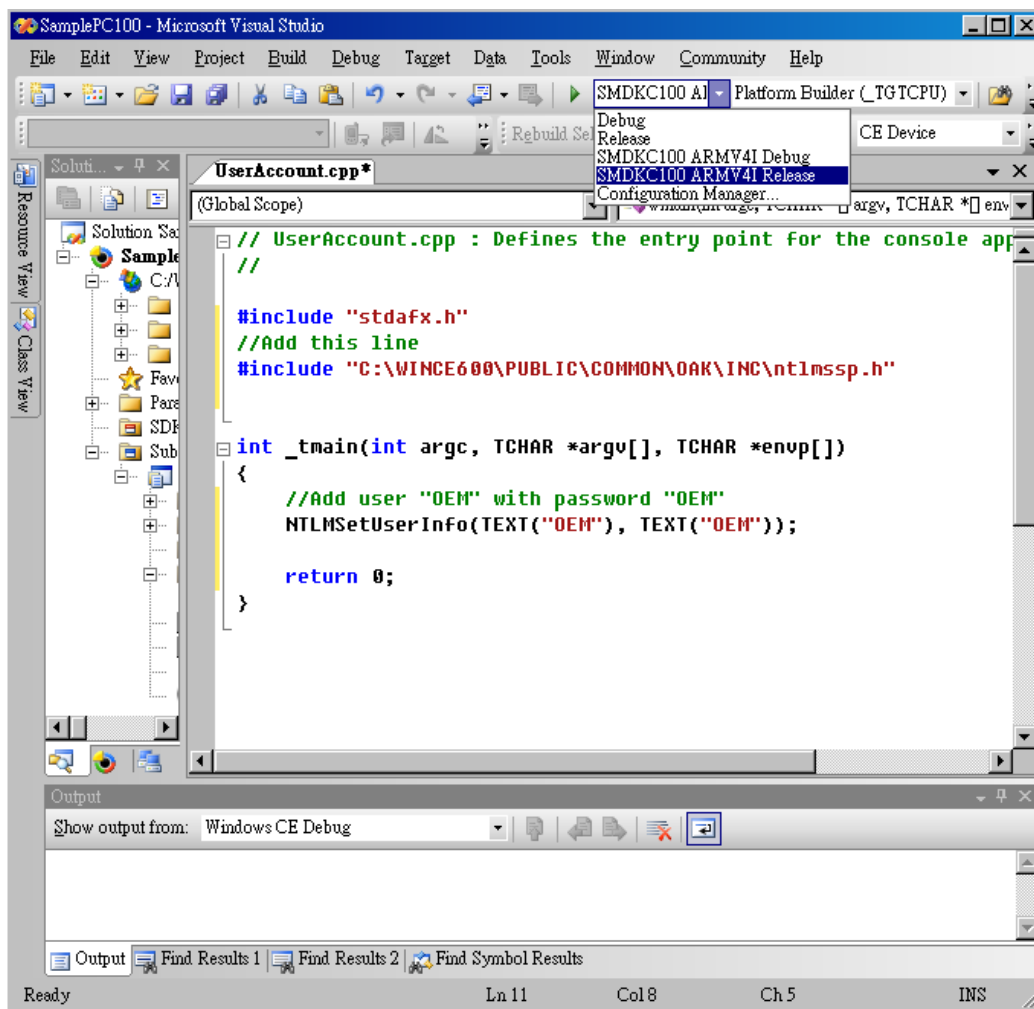 SamplePC100 - Microsoft Visual Studio
File Edit View Project Build Debug Target Data Tools Window Community Help
SMDKC100 AI Platform Builder (_TGTCPU)
Rebuild Sel CE Device
Debug
Release
SMDKC100 ARMV4I Debug
SMDKC100 ARMV4I Release
Configuration Manager...
Soluti...
UserAccount.cpp*
(Global Scope)
argv, TCHAR *[] env
Resource View
Class View
Solution Sa
Sample
C:/
Fav
Para
SDK
Sub
// UserAccount.cpp : Defines the entry point for the console app
//
#include "stdafx.h"
//Add this line
#include "C:\WINCE600\PUBLIC\COMMON\OAK\INC\ntlmssp.h"
int _tmain(int argc, TCHAR *argv[], TCHAR *envp[])
{
//Add user "OEM" with password "OEM"
NTLMSetUserInfo(TEXT("OEM"), TEXT("OEM"));
return 0;
}
Output
Show output from: Windows CE Debug
Output Find Results 1 Find Results 2 Find Symbol Results
Ready Ln 11 Col 8 Ch 5 INS